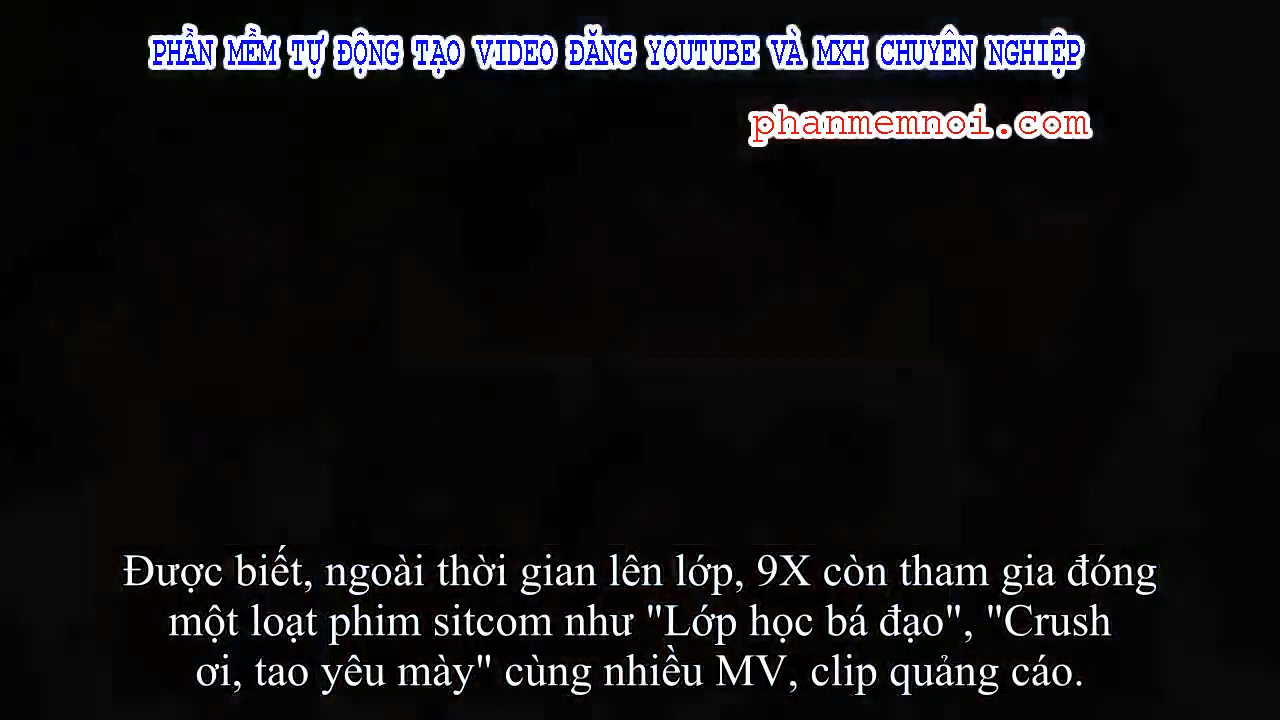 PHẦN MỀM TỰ ĐỘNG TẠO VIDEO ĐĂNG YOUTUBE VÀ MXH CHUYÊN NGHIỆP
phanmemnoi.com
Được biết, ngoài thời gian lên lớp, 9X còn tham gia đóng
một loạt phim sitcom như "Lớp học bá đạo", "Crush
ơi, tao yêu mày" cùng nhiều MV, clip quảng cáo.